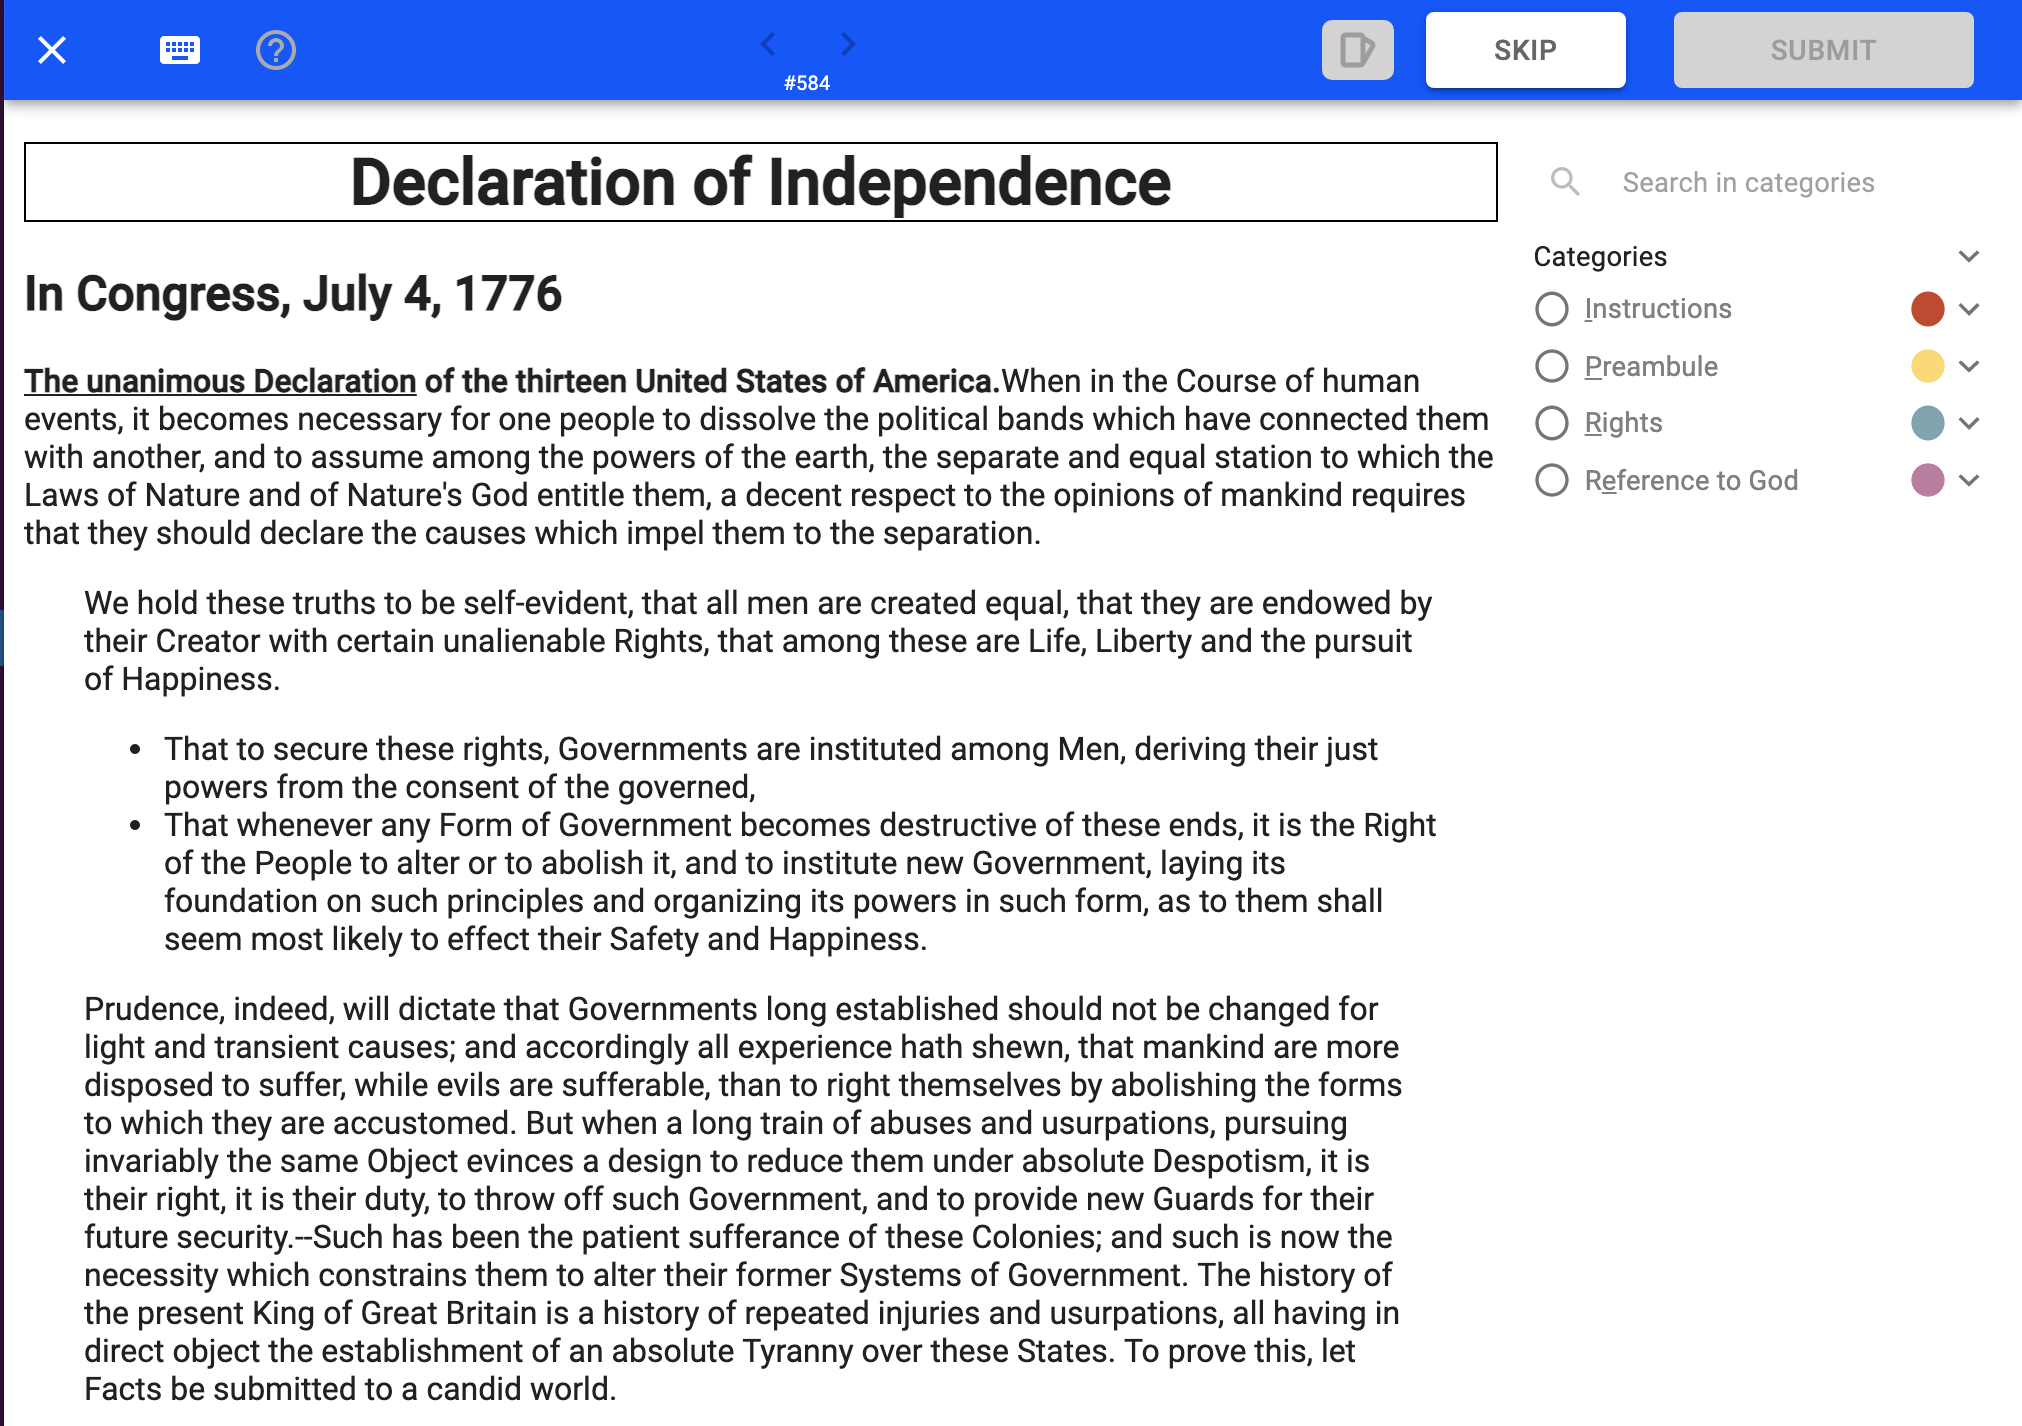 #584
SKIP
SUBMIT
Declaration of Independence
In Congress, July 4, 1776
The unanimous Declaration of the thirteen United States of America.When in the Course of human
events, it becomes necessary for one people to dissolve the political bands which have connected them
with another, and to assume among the powers of the earth, the separate and equal station to which the
Laws of Nature and of Nature's God entitle them, a decent respect to the opinions of mankind requires
that they should declare the causes which impel them to the separation.
We hold these truths to be self-evident, that all men are created equal, that they are endowed by
their Creator with certain unalienable Rights, that among these are Life, Liberty and the pursuit
of Happiness.
• That to secure these rights, Governments are instituted among Men, deriving their just
powers from the consent of the governed,
• That whenever any Form of Government becomes destructive of these ends, it is the Right
of the People to alter or to abolish it, and to institute new Government, laying its
foundation on such principles and organizing its powers in such form, as to them shall
seem most likely to effect their Safety and Happiness.
Prudence, indeed, will dictate that Governments long established should not be changed for
light and transient causes; and accordingly all experience hath shewn, that mankind are more
disposed to suffer, while evils are sufferable, than to right themselves by abolishing the forms
to which they are accustomed. But when a long train of abuses and usurpations, pursuing
invariably the same Object evinces a design to reduce them under absolute Despotism, it is
their right, it is their duty, to throw off such Government, and to provide new Guards for their
future security.--Such has been the patient sufferance of these Colonies; and such is now the
necessity which constrains them to alter their former Systems of Government. The history of
the present King of Great Britain is a history of repeated injuries and usurpations, all having in
direct object the establishment of an absolute Tyranny over these States. To prove this, let
Facts be submitted to a candid world.
Search in categories
Categories
Instructions
Preambule
Rights
Reference to God